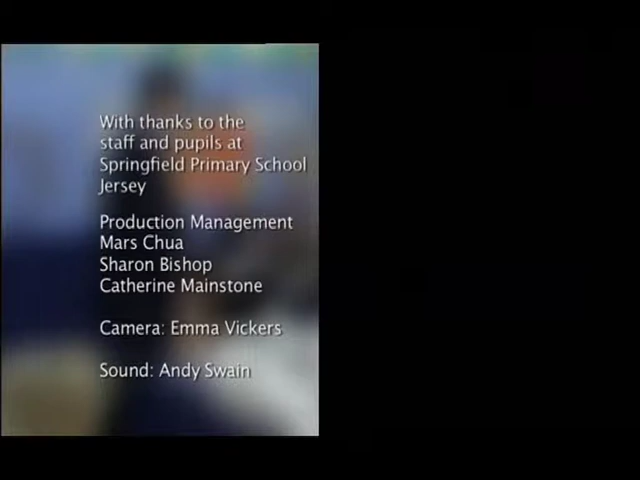 With thanks to the
staff and pupils at
Springfield Primary School
Jersey
Production Management
Mars Chua
Sharon Bishop
Catherine Mainstone
Camera: Emma Vickers
Sound: Andy Swain